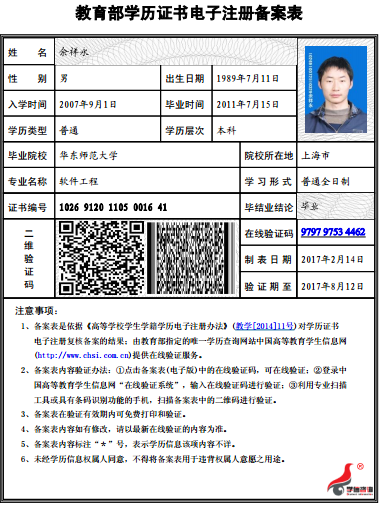 教育部学历证书电子注册备案表
姓 名 余祥永
性 别 男 出生日期 1989年7月11日
入学时间 2007年9月1日 毕业时间 2011年7月15日
学历类型 普通 学历层次 本科
毕业院校 华东师范大学 院校所在地 上海市
专业名称 软件工程 学习形式 普通全日制
证书编号 1026 9120 1105 0016 41 毕结业结论 毕业
二维验证码
在线验证码 9797 9753 4462
制表日期 2017年2月14日
验证期至 2017年8月12日
注意事项：
1、备案表是依据《高等学校学生学籍学历电子注册办法》(教学[2014]11号)对学历证书
电子注册复核备案的结果；由教育部指定的唯一学历查询网站中国高等教育学生信息网
(http://www.chsi.com.cn)提供在线验证服务。
2、备案表内容验证办法：①点击备案表(电子版)中的在线验证码，可在线验证；②登录中
国高等教育学生信息网“在线验证系统”，输入在线验证码进行验证；③利用专业扫描
工具或具有条码识别功能的手机，扫描备案表中的二维码进行验证。
3、备案表在验证有效期内可免费打印和验证。
4、备案表内容如有修改，请以最新在线验证的内容为准。
5、备案表内容标注“*”号，表示学历信息该项内容不详。
6、未经学历信息权属人同意，不得将备案表用于违背权属人意愿之用途。
学信咨询